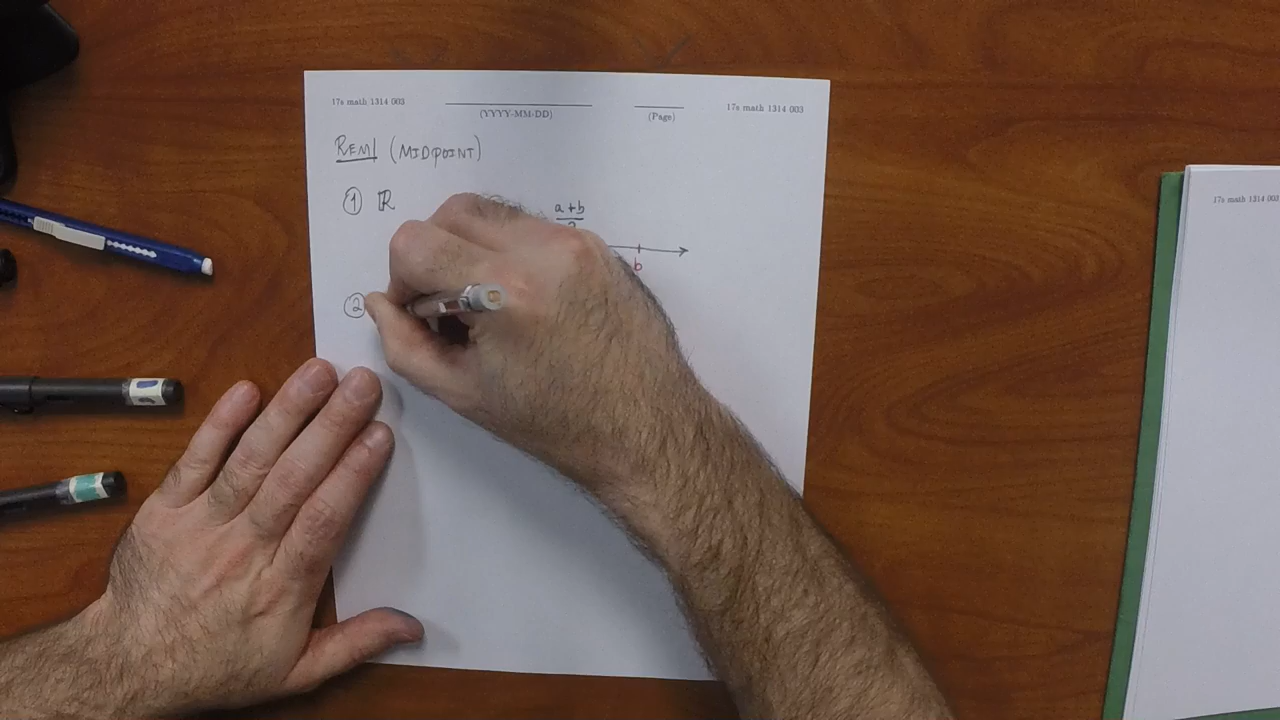 17s math 1314 003 (YYYY-MM-DD) (Page) 17s math 1314 003
REM (MIDPOINT)
① ℝ
a+b
b
②
17s math 1314 003